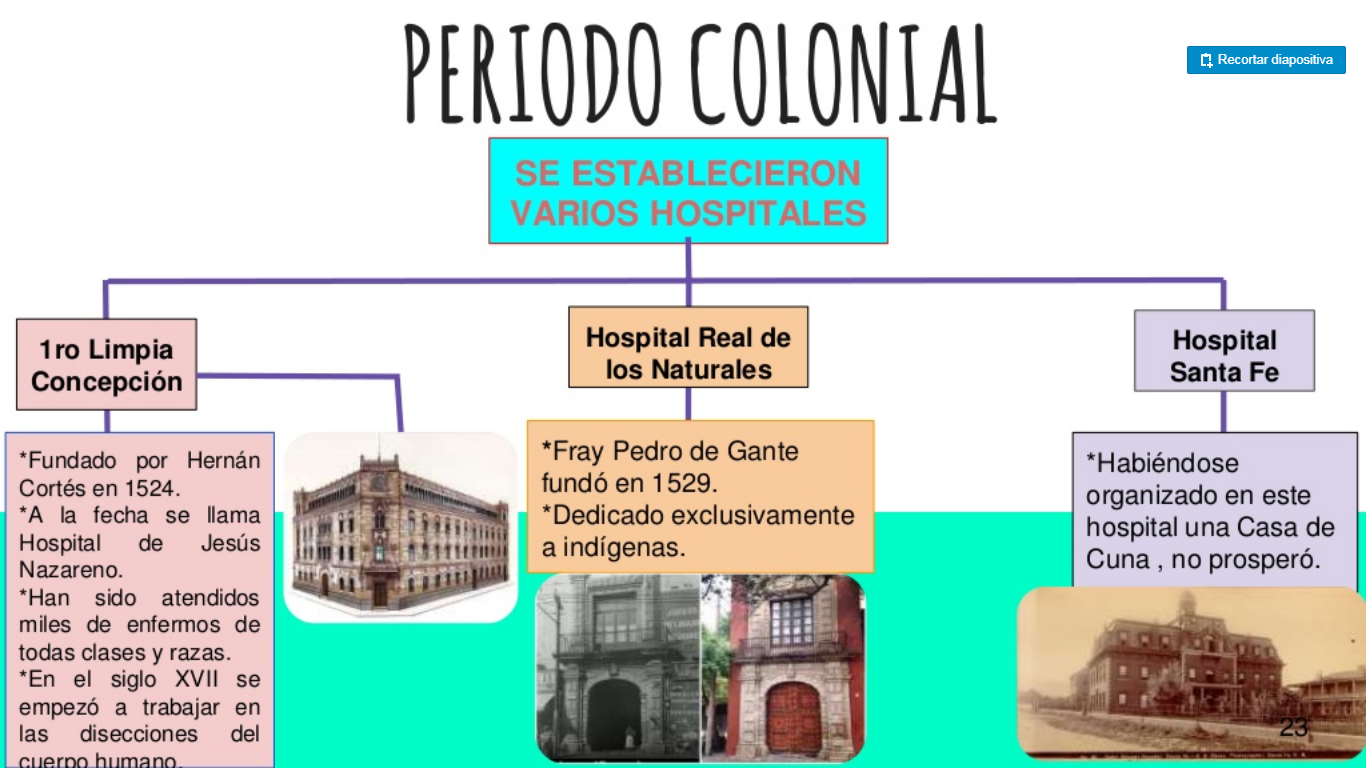 PERIODO COLONIAL
Recortar diapositiva
SE ESTABLECIERON
VARIOS HOSPITALES
1ro Limpia
Concepción
*Fundado por Hernán
Cortés en 1524.
*A la fecha se llama
Hospital de Jesús
Nazareno.
*Han sido atendidos
miles de enfermos de
todas clases y razas.
*En el siglo XVII se
empezó a trabajar en
las disecciones del
cuerpo humano.
Hospital Real de
los Naturales
*Fray Pedro de Gante
fundó en 1529.
*Dedicado exclusivamente
a indígenas.
Hospital
Santa Fe
*Habiéndose
organizado en este
hospital una Casa de
Cuna , no prosperó.
23